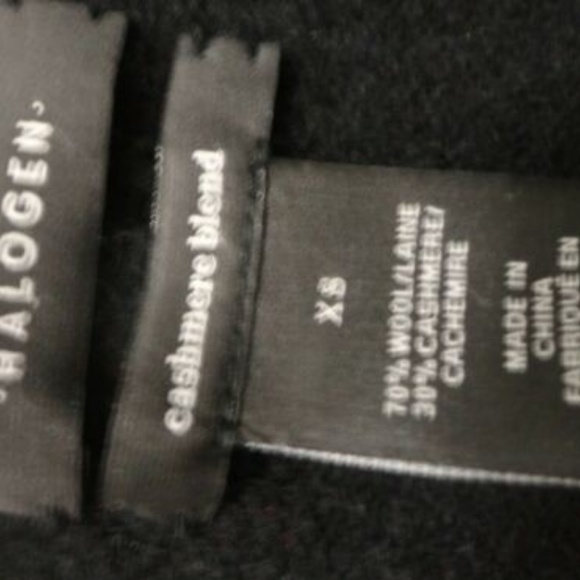 HALOGEN
cashmere blend
XS
70% WOOL/LAINE
30% CASHMERE/
CACHEMIRE
MADE IN
CHINA
FABRIQUÉ EN